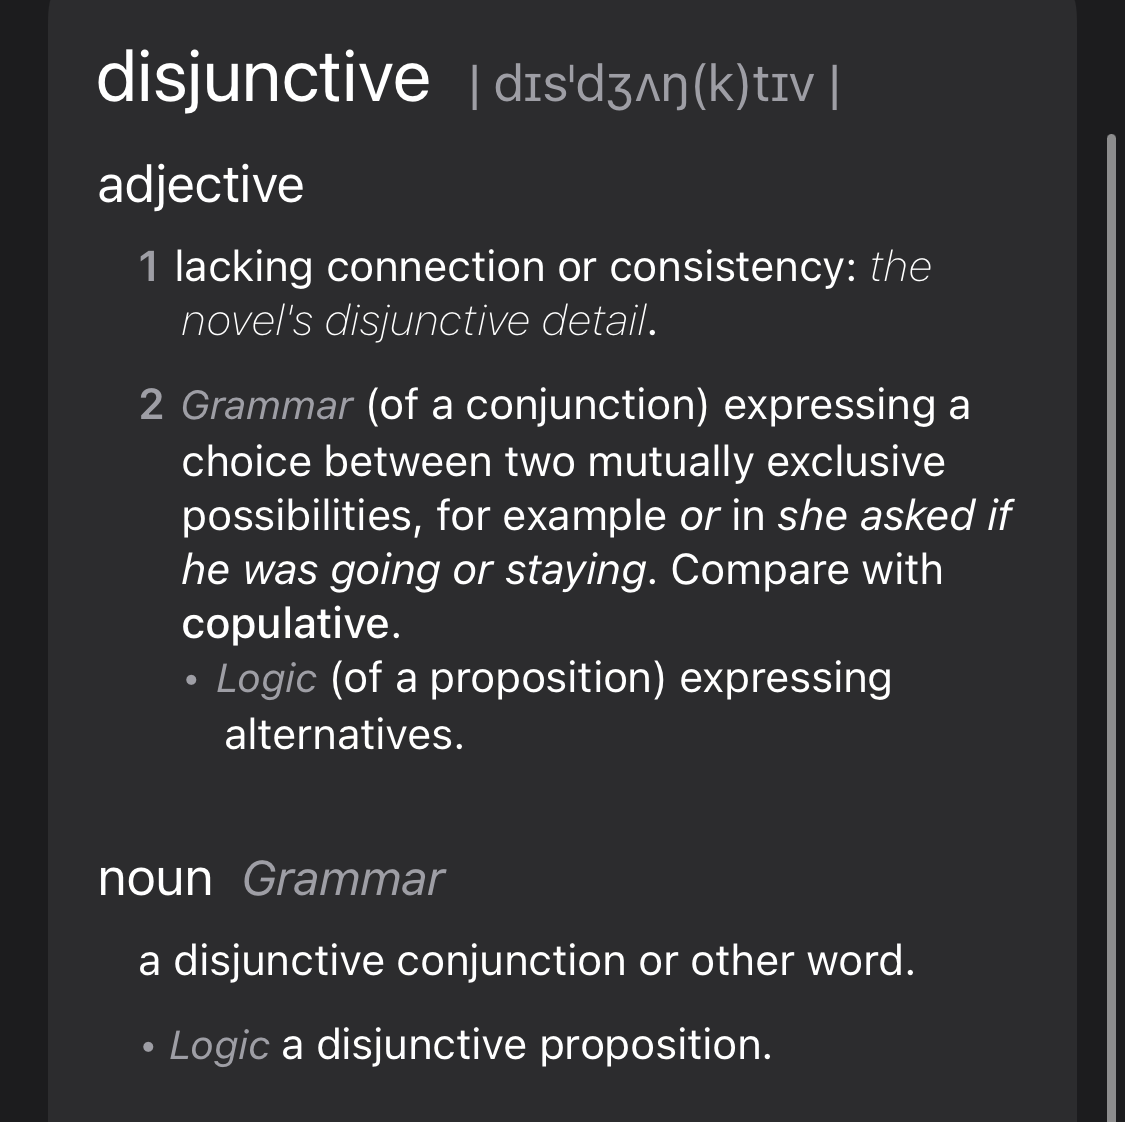 disjunctive | dɪsˈdʒʌŋ(k)tɪv |
adjective
1 lacking connection or consistency: the
novel's disjunctive detail.
2 Grammar (of a conjunction) expressing a
choice between two mutually exclusive
possibilities, for example or in she asked if
he was going or staying. Compare with
copulative.
• Logic (of a proposition) expressing
alternatives.
noun Grammar
a disjunctive conjunction or other word.
• Logic a disjunctive proposition.